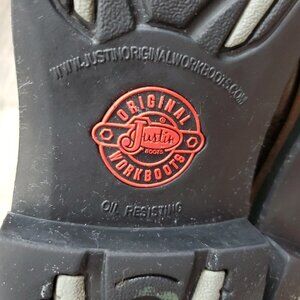 WWW.JUSTINORIGINALWORKBOOTS.COM
ORIGINAL
Justin
BOOTS
WORKBOOTS
OIL RESISTING